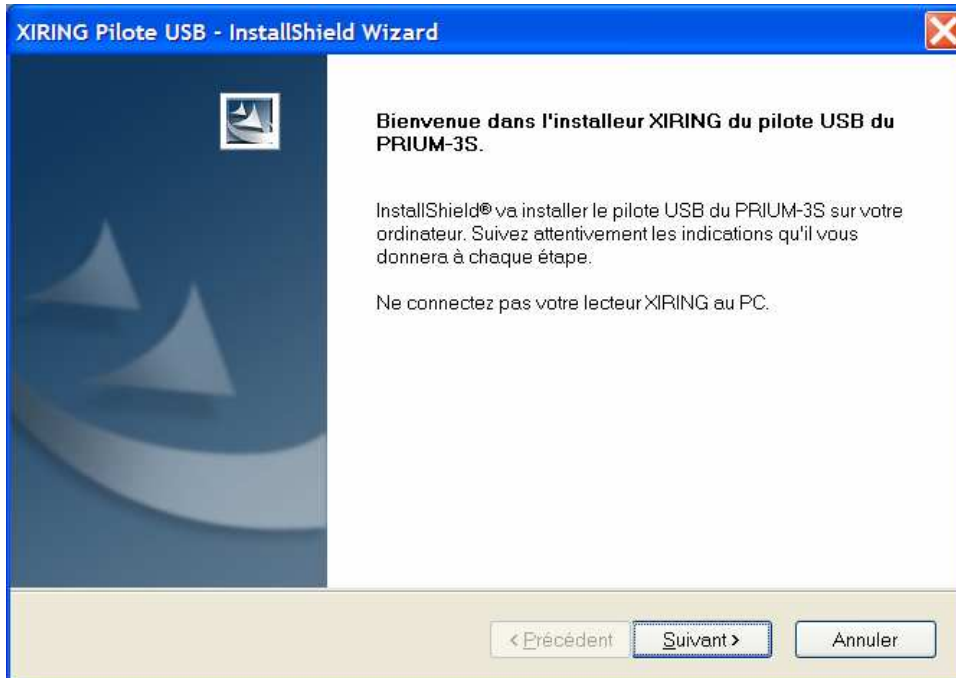 XIRING Pilote USB - InstallShield Wizard
Bienvenue dans l'installeur XIRING du pilote USB du
PRIUM-3S.
InstallShield® va installer le pilote USB du PRIUM-3S sur votre
ordinateur. Suivez attentivement les indications qu'il vous
donnera à chaque étape.
Ne connectez pas votre lecteur XIRING au PC.
< Précédent
Suivant >
Annuler